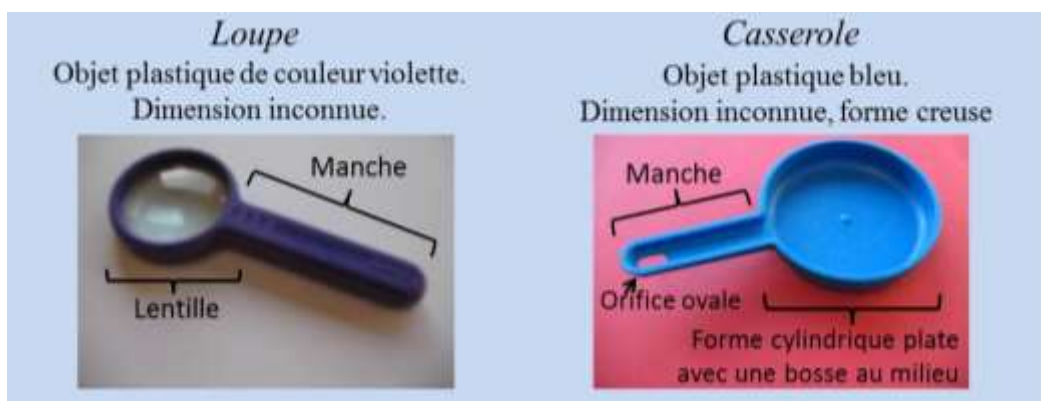 Loupe
Objet plastique de couleur violette.
Dimension inconnue.
Manche
Lentille
Casserole
Objet plastique bleu.
Dimension inconnue, forme creuse
Manche
Orifice ovale
Forme cylindrique plate
avec une bosse au milieu